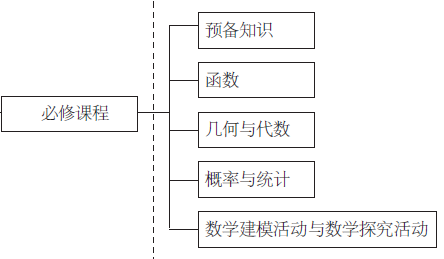 预备知识
函数
必修课程
几何与代数
概率与统计
数学建模活动与数学探究活动